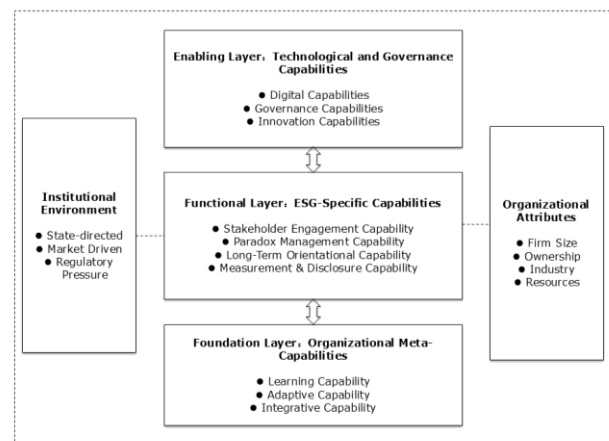 Enabling Layer: Technological and Governance
Capabilities
● Digital Capabilities
● Governance Capabilities
● Innovation Capabilities
Institutional
Environment
● State-directed
● Market Driven
● Regulatory
Pressure
Functional Layer: ESG-Specific Capabilities
● Stakeholder Engagement Capability
● Paradox Management Capability
● Long-Term Orientational Capability
● Measurement & Disclosure Capability
Organizational
Attributes
● Firm Size
● Ownership
● Industry
● Resources
Foundation Layer: Organizational Meta-
Capabilities
● Learning Capability
● Adaptive Capability
● Integrative Capability